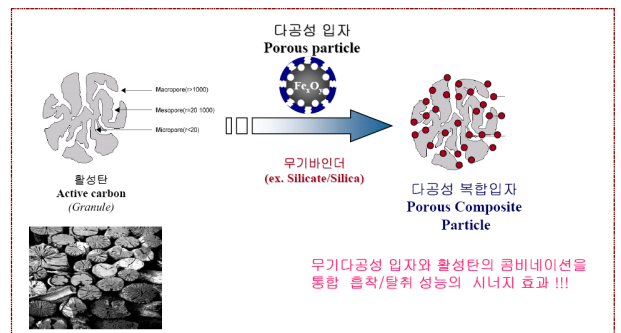 다공성 입자
Porous particle
FexOy
Macropore(r>1000)
Mesopore(r=20 1000)
Micropore(r<20)
활성탄
Active carbon
(Granule)
무기바인더
(ex. Silicate/Silica)
다공성 복합입자
Porous Composite
Particle
무기다공성 입자와 활성탄의 콤비네이션을
통합 흡착/탈취 성능의 시너지 효과 !!!